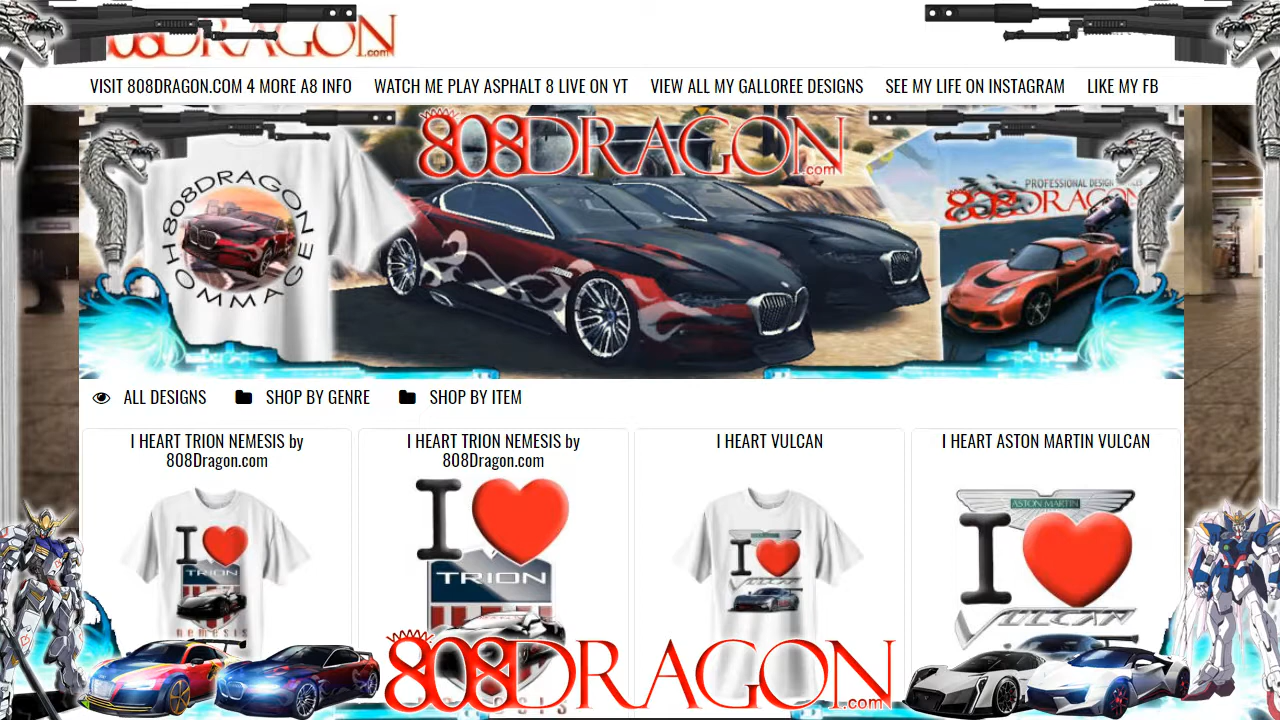 808DRAGON
.com
VISIT 808DRAGON.COM 4 MORE A8 INFO
WATCH ME PLAY ASPHALT 8 LIVE ON YT
VIEW ALL MY GALLOREE DESIGNS
SEE MY LIFE ON INSTAGRAM
LIKE MY FB
808DRAGON
.com
808DRAGON
HOMMAGE
PROFESSIONAL DESIGN
808DRAGON
ALL DESIGNS
SHOP BY GENRE
SHOP BY ITEM
I HEART TRION NEMESIS by
808Dragon.com
I HEART TRION NEMESIS by
808Dragon.com
I HEART VULCAN
I HEART ASTON MARTIN VULCAN
I
TRION
nemesis
I
TRION
I
VULCAN
ASTON MARTIN
I
VULCAN
808DRAGON
.com